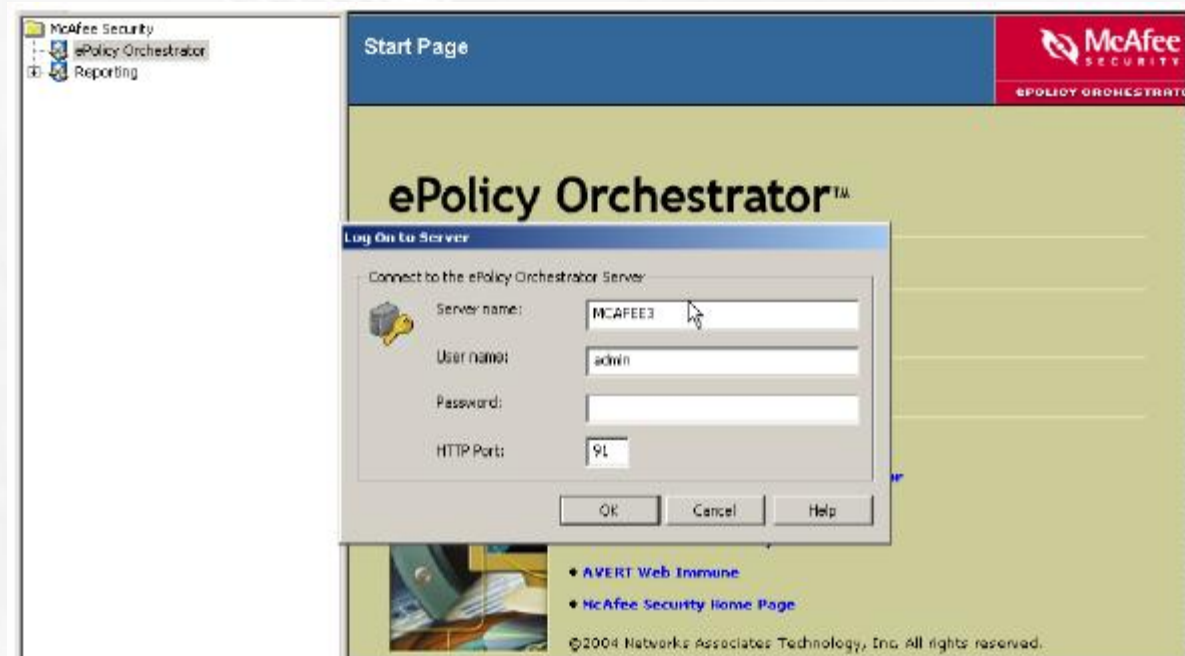 McAfee Security
ePolicy Orchestrator
Reporting
Start Page
McAfee
SECURITY
EPOLICY ORCHESTRATO
ePolicy Orchestrator™
Log On to Server
Connect to the ePolicy Orchestrator Server
Server name: MCAFEE3
User name: admin
Password:
HTTP Port: 91
OK Cancel Help
or
• AVERT Web Immune
• McAfee Security Home Page
©2004 Networks Associates Technology, Inc. All rights reserved.